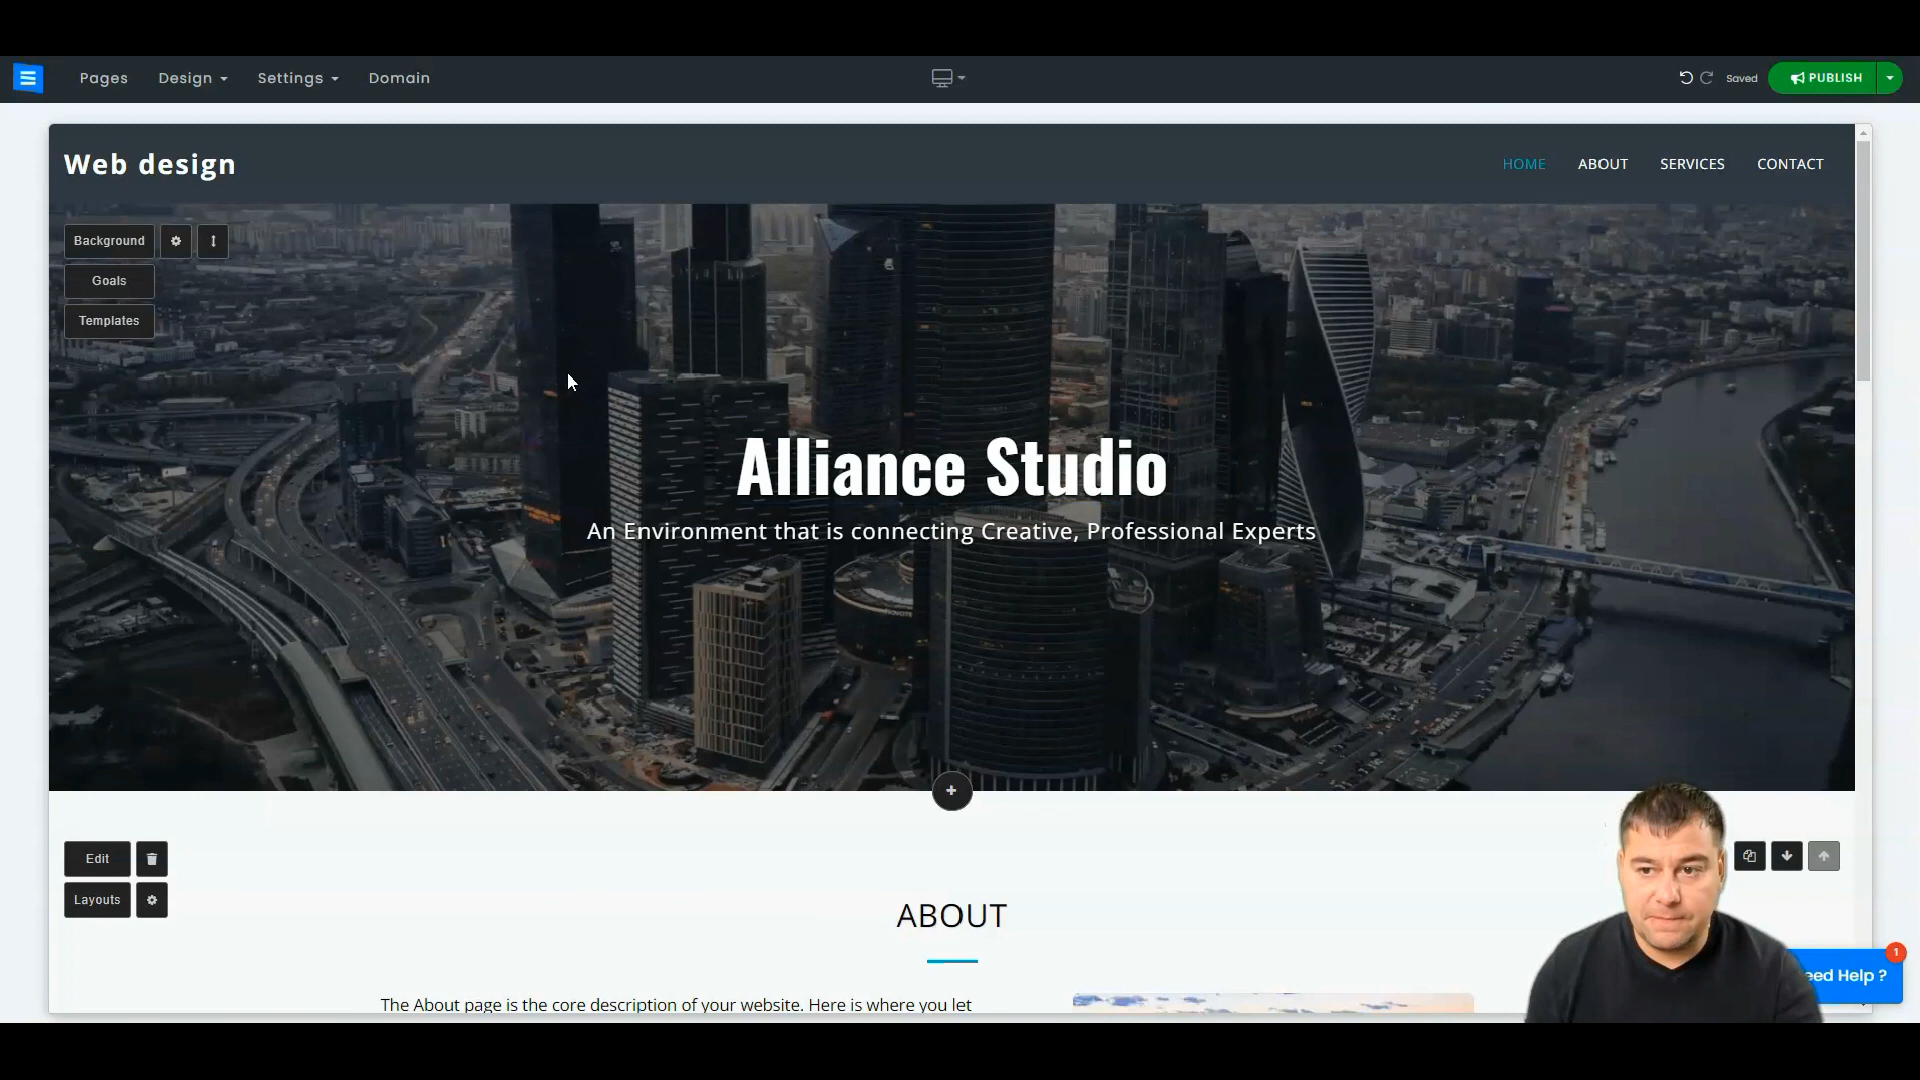 Pages Design Settings Domain
Saved PUBLISH
Web design
HOME ABOUT SERVICES CONTACT
Background
Goals
Templates
Alliance Studio
An Environment that is connecting Creative, Professional Experts
Edit
Layouts
ABOUT
The About page is the core description of your website. Here is where you let
1
Help ?